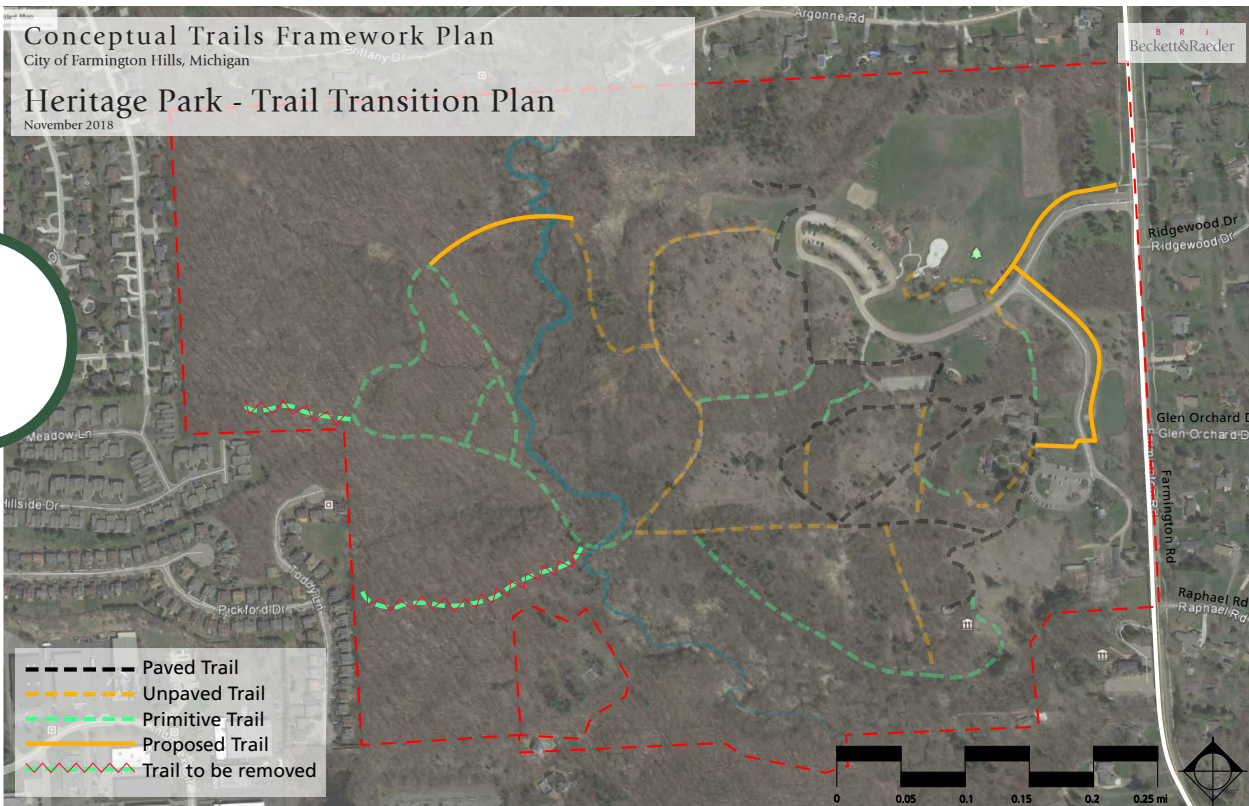 Conceptual Trails Framework Plan
City of Farmington Hills, Michigan
Heritage Park - Trail Transition Plan
November 2018
Argonne Rd
B R i
Beckett&Raeder
Brittany Dr
Ridgewood Dr
Ridgewood Dr
Dr
Meadow Ln
Glen Orchard D
Glen Orchard D
Hillside Dr
Farmington Rd
Toddy Ln
Pickford Dr
Raphael Rd
Raphael Rd
Paved Trail
Unpaved Trail
Primitive Trail
Proposed Trail
Trail to be removed
0 0.05 0.1 0.15 0.2 0.25 mi